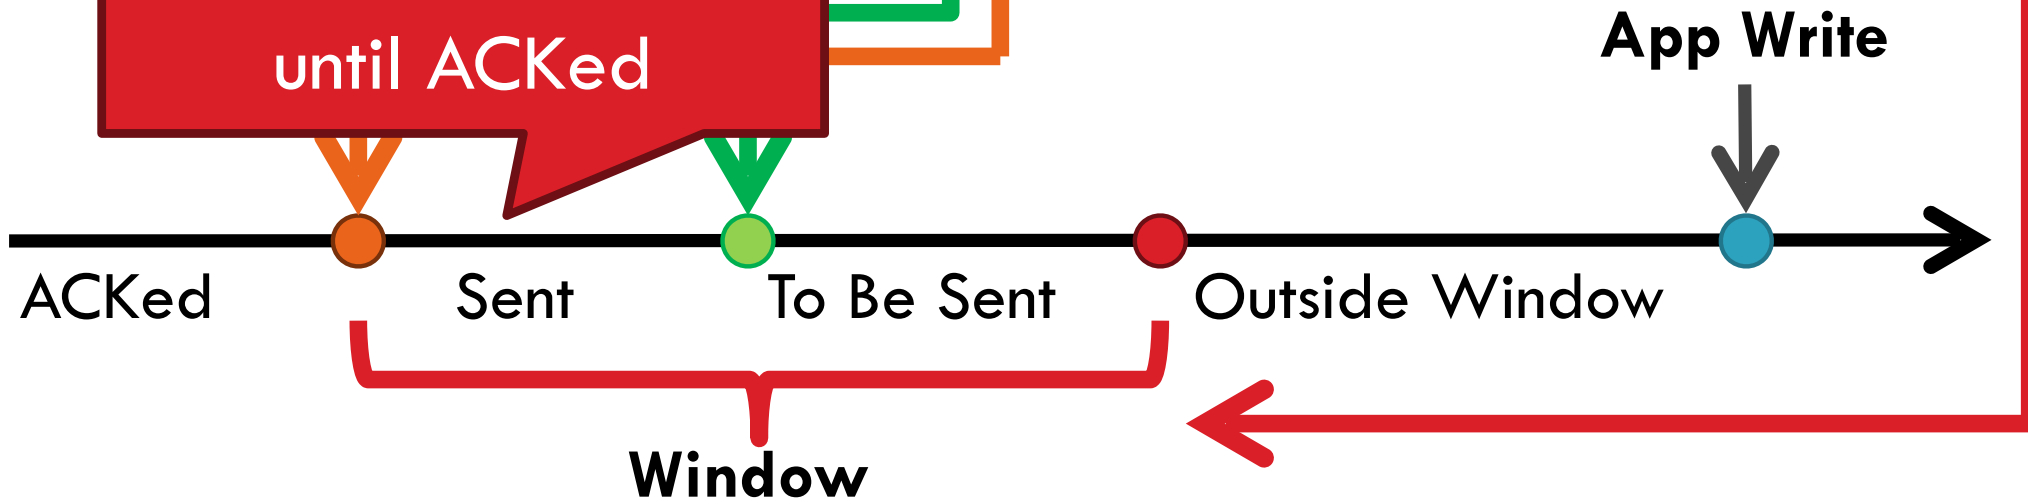 until ACKed
App Write
ACKed Sent To Be Sent Outside Window
Window